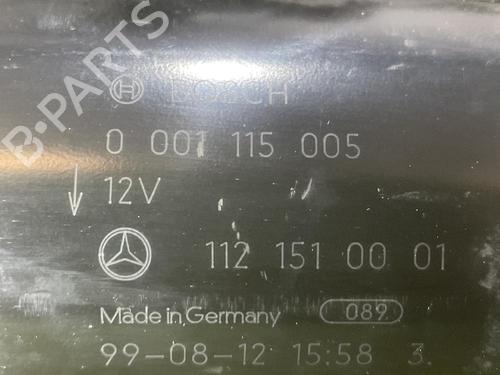 B-PARTS
BOSCH
0 001 115 005
12V
112 151 00 01
Made in Germany 089
99-08-12 15:58 3.